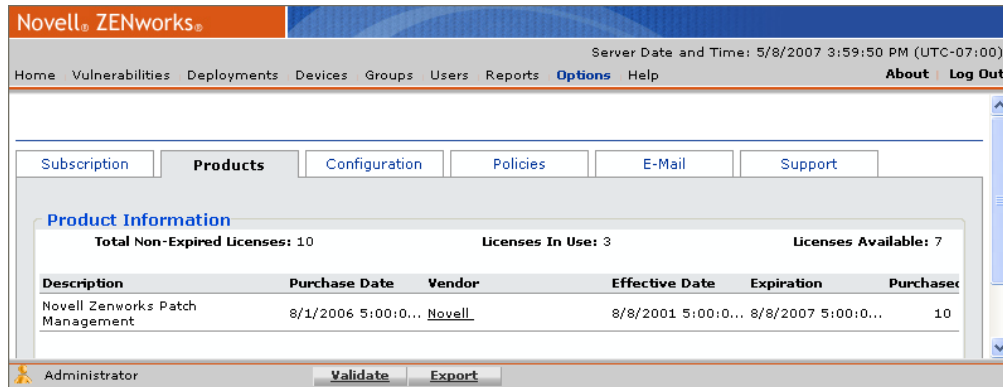 Novell® ZENworks®
Server Date and Time: 5/8/2007 3:59:50 PM (UTC-07:00)
Home Vulnerabilities Deployments Devices Groups Users Reports Options Help About | Log Out
Subscription Products Configuration Policies E-Mail Support
Product Information
Total Non-Expired Licenses: 10 Licenses In Use: 3 Licenses Available: 7
Description Purchase Date Vendor Effective Date Expiration Purchased
Novell Zenworks Patch Management 8/1/2006 5:00:0... Novell 8/8/2001 5:00:0... 8/8/2007 5:00:0... 10
Administrator Validate Export